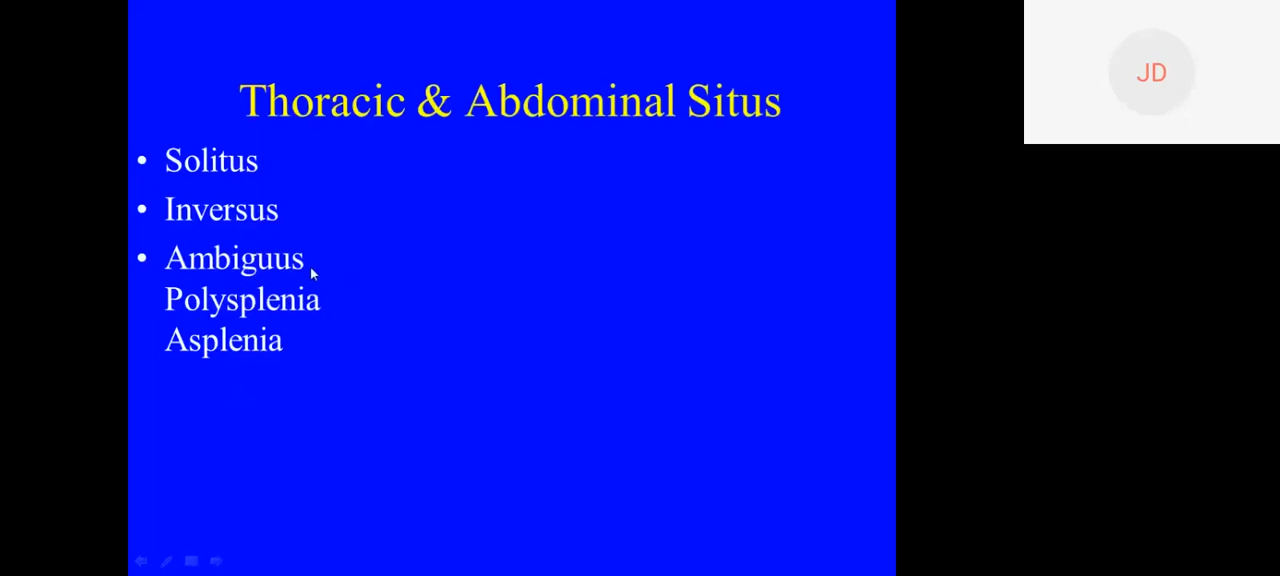 Thoracic & Abdominal Situs
• Solitus
• Inversus
• Ambiguus
Polysplenia
Asplenia
JD